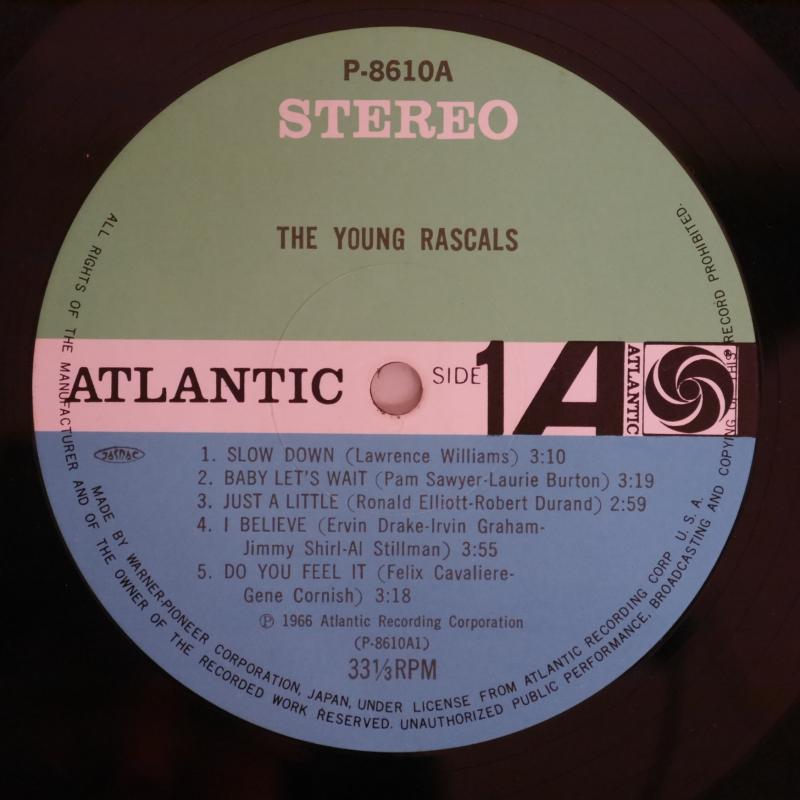 P-8610A
STEREO
THE YOUNG RASCALS
ATLANTIC
SIDE 1
A
ATLANTIC
JASRAC
1. SLOW DOWN (Lawrence Williams) 3:10
2. BABY LET'S WAIT (Pam Sawyer-Laurie Burton) 3:19
3. JUST A LITTLE (Ronald Elliott-Robert Durand) 2:59
4. I BELIEVE (Ervin Drake-Irvin Graham-
Jimmy Shirl-Al Stillman) 3:55
5. DO YOU FEEL IT (Felix Cavaliere-
Gene Cornish) 3:18
℗ 1966 Atlantic Recording Corporation
(P-8610A1)
33⅓RPM
MADE BY WARNER-PIONEER CORPORATION, JAPAN, UNDER LICENSE FROM ATLANTIC RECORDING CORP. U.S.A.
ALL RIGHTS OF THE MANUFACTURER AND OF THE OWNER OF THE RECORDED WORK RESERVED. UNAUTHORIZED PUBLIC PERFORMANCE, BROADCASTING AND COPYING OF THIS RECORD PROHIBITED.